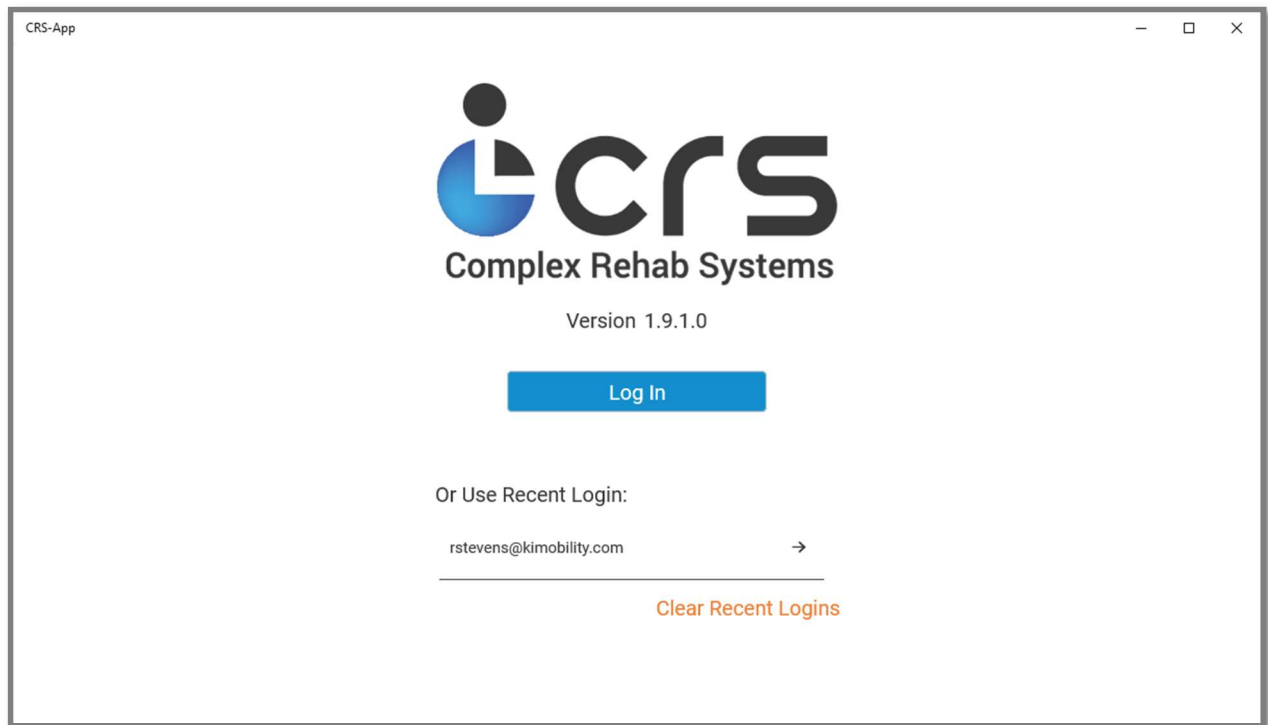 CRS-App
crs
Complex Rehab Systems
Version 1.9.1.0
Log In
Or Use Recent Login:
rstevens@kimobility.com
Clear Recent Logins